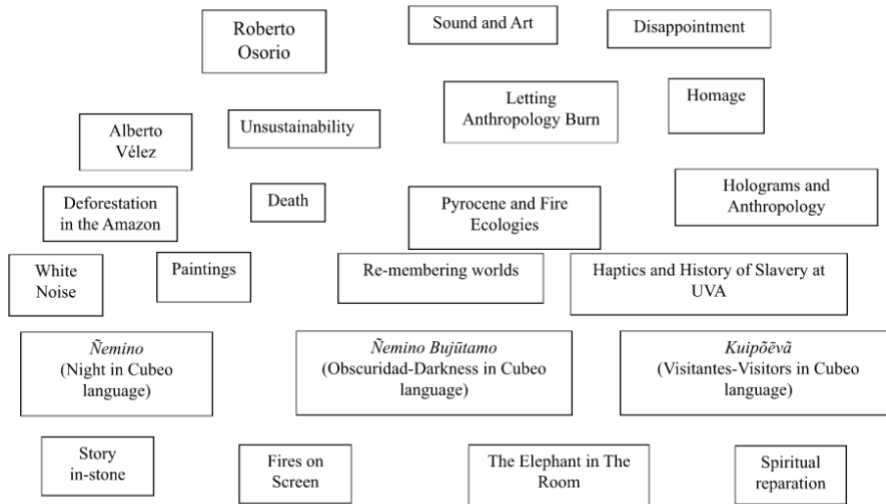 Roberto
Osorio
Sound and Art
Disappointment
Alberto
Vélez
Unsustainability
Letting
Anthropology Burn
Homage
Deforestation
in the Amazon
Death
Pyrocene and Fire
Ecologies
Holograms and
Anthropology
White
Noise
Paintings
Re-membering worlds
Haptics and History of Slavery at
UVA
Ñemino
(Night in Cubeo
language)
Ñemino Bujūtamo
(Obscuridad-Darkness in Cubeo
language)
Kuipõēvã
(Visitantes-Visitors in Cubeo
language)
Story
in-stone
Fires on
Screen
The Elephant in The
Room
Spiritual
reparation